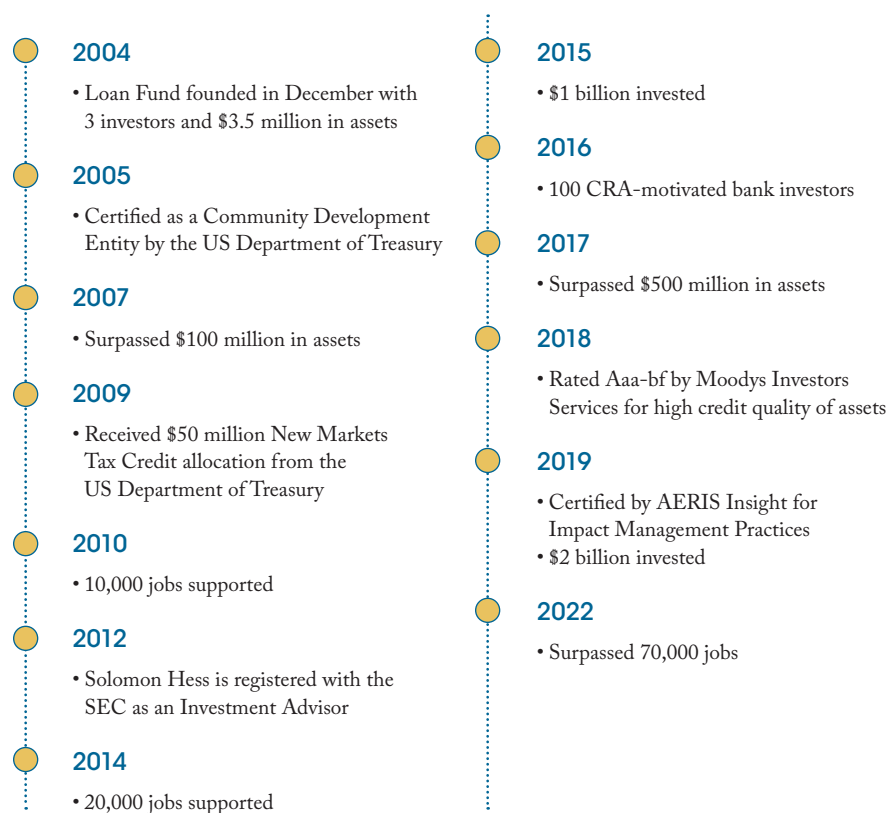 2004
• Loan Fund founded in December with
3 investors and $3.5 million in assets
2005
• Certified as a Community Development
Entity by the US Department of Treasury
2007
• Surpassed $100 million in assets
2009
• Received $50 million New Markets
Tax Credit allocation from the
US Department of Treasury
2010
• 10,000 jobs supported
2012
• Solomon Hess is registered with the
SEC as an Investment Advisor
2014
• 20,000 jobs supported
2015
• $1 billion invested
2016
• 100 CRA-motivated bank investors
2017
• Surpassed $500 million in assets
2018
• Rated Aaa-bf by Moodys Investors
Services for high credit quality of assets
2019
• Certified by AERIS Insight for
Impact Management Practices
• $2 billion invested
2022
• Surpassed 70,000 jobs